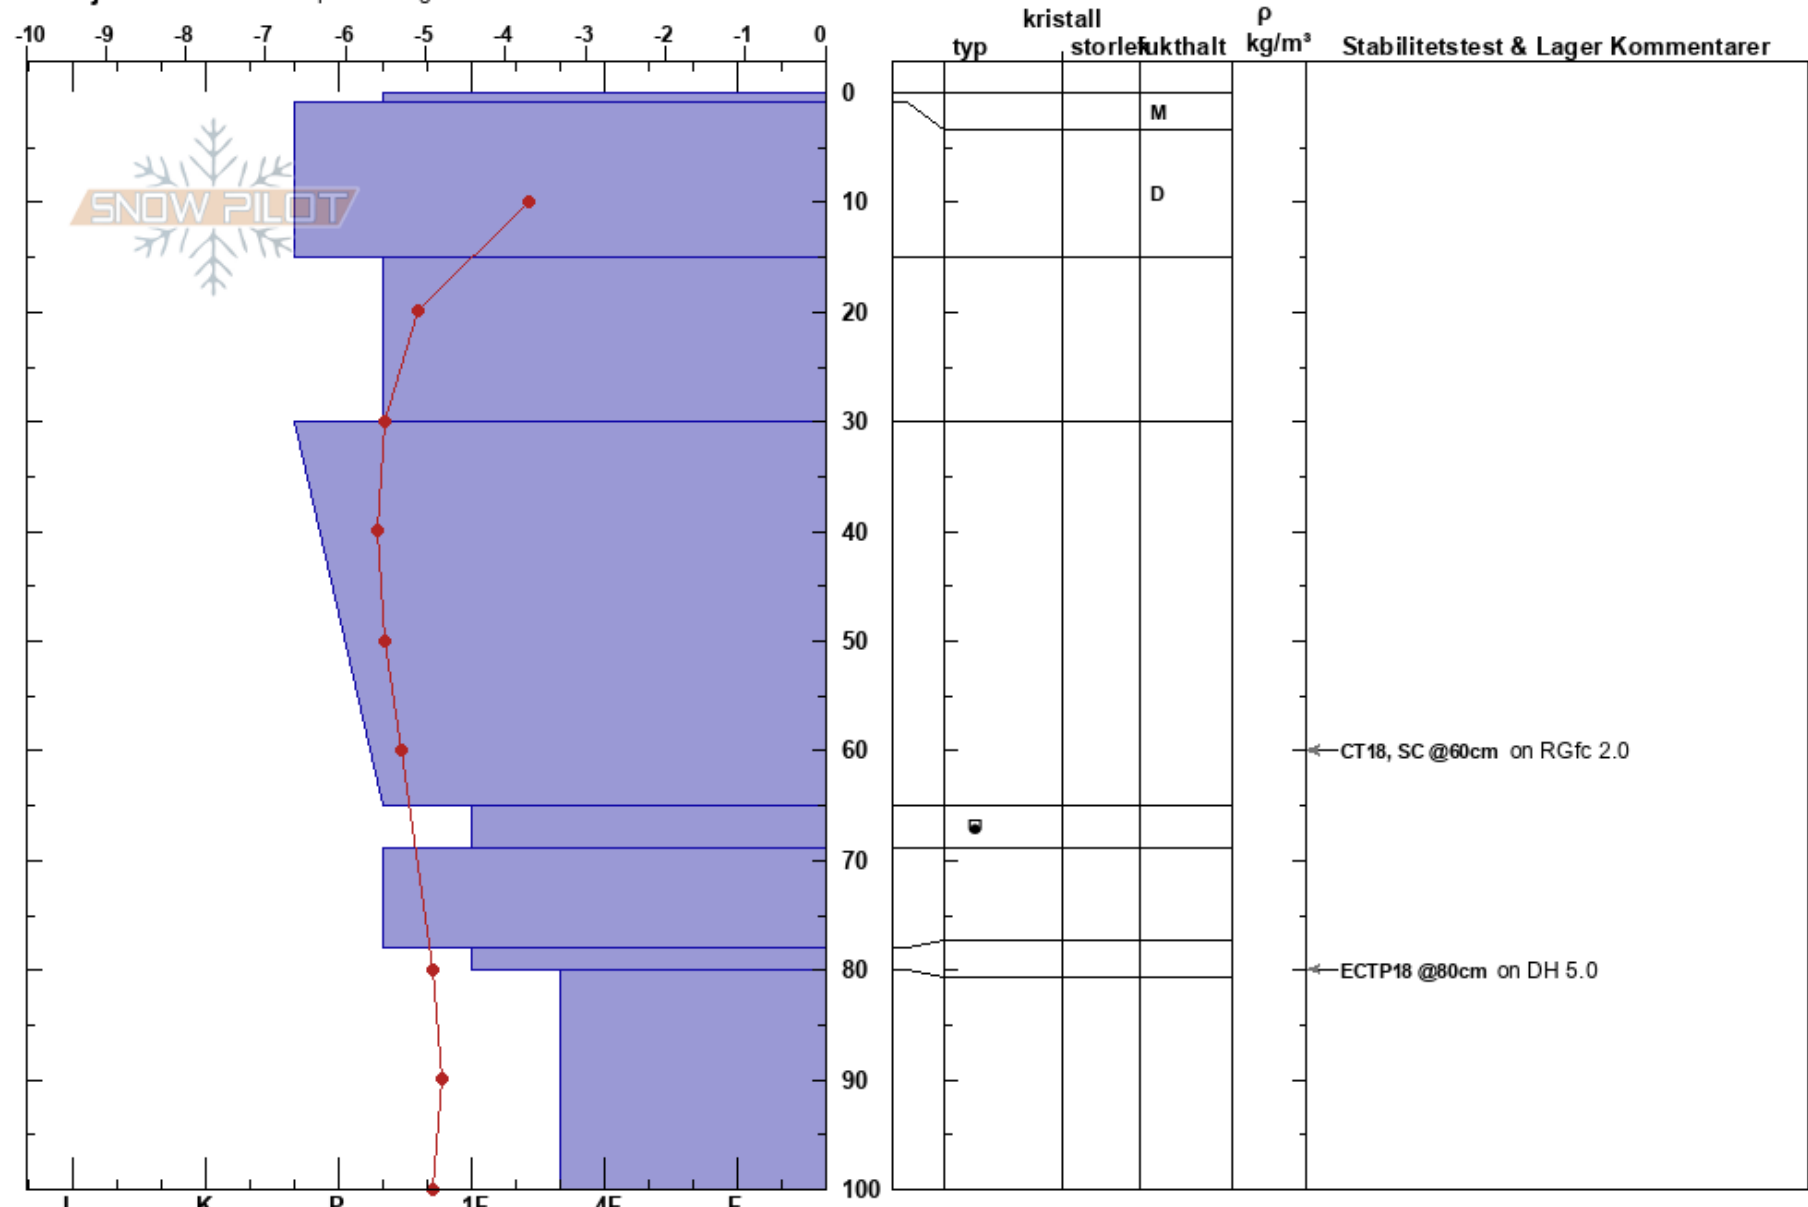 -10 -9 -8 -7 -6 -5 -4 -3 -2 -1 0
kristall ρ
typ storlek fukthalt kg/m³ Stabilitetstest & Lager Kommentarer
0
M
SNOW PILOT
D
10
20
30
40
50
60 CT18, SC @60cm on RGfc 2.0
70
80 ECTP18 @80cm on DH 5.0
90
100
I K P 1F 4F F